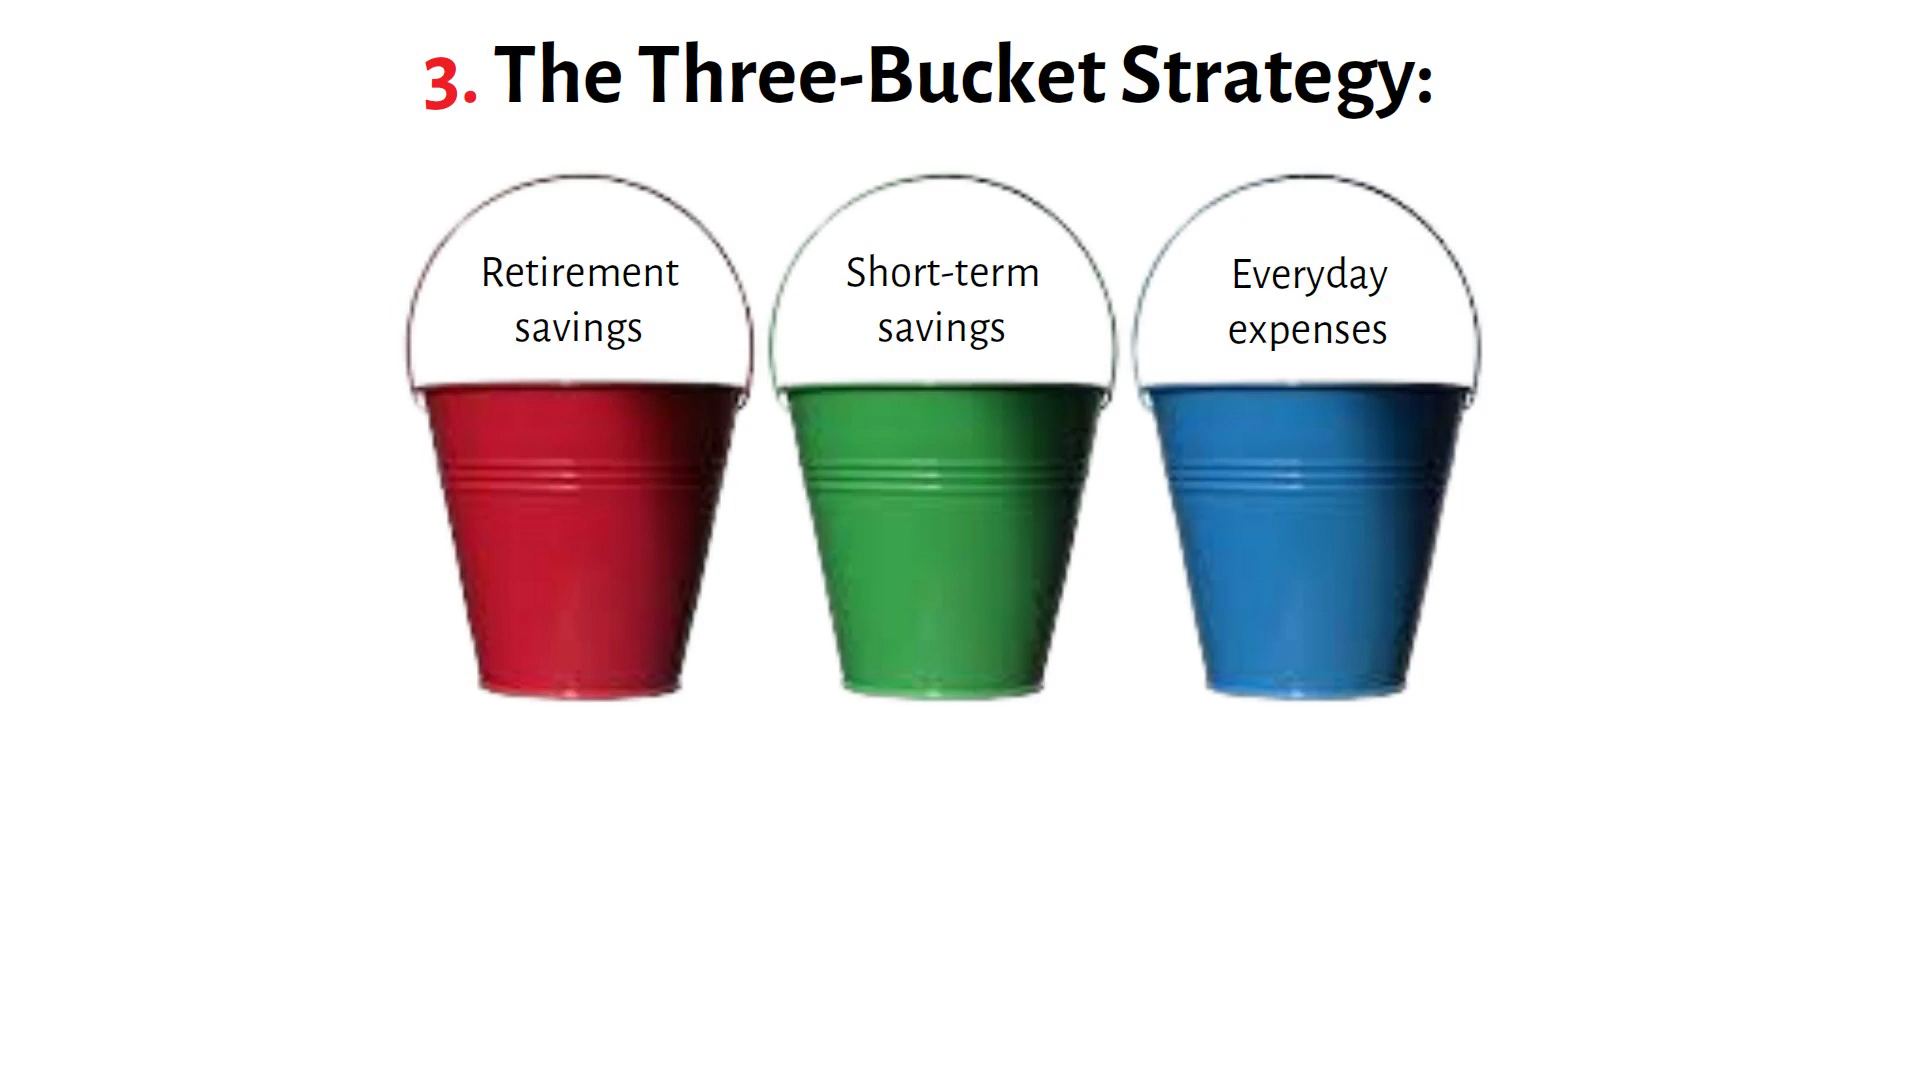 3. The Three-Bucket Strategy:
Retirement
savings
Short-term
savings
Everyday
expenses